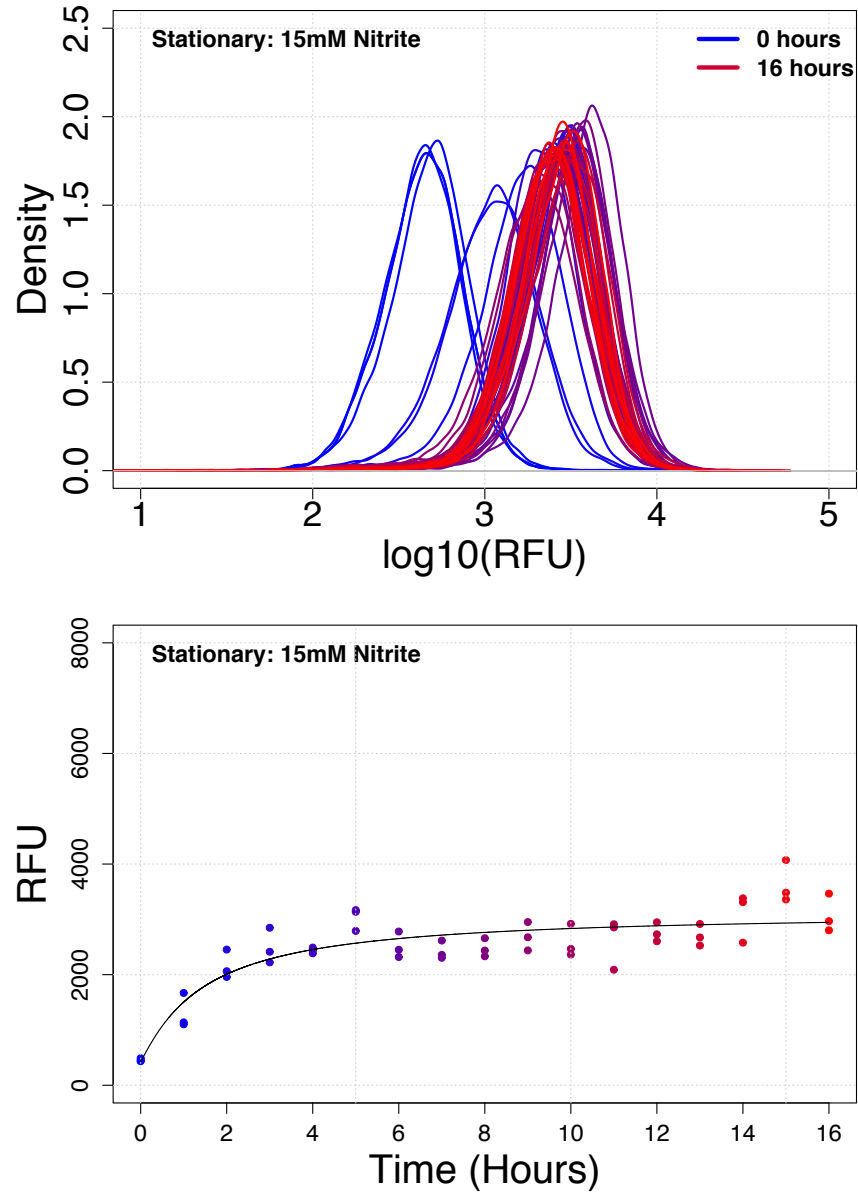 Stationary: 15mM Nitrite
0 hours
16 hours
2.5
2.0
1.5
1.0
0.5
0.0
Density
1 2 3 4 5
log10(RFU)
Stationary: 15mM Nitrite
8000
6000
4000
2000
0
RFU
0 2 4 6 8 10 12 14 16
Time (Hours)